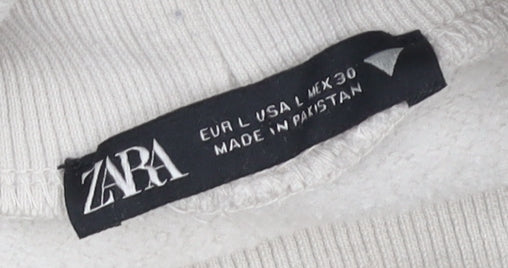 ZARA
EUR L USA L MEX 30
MADE IN PAKISTAN